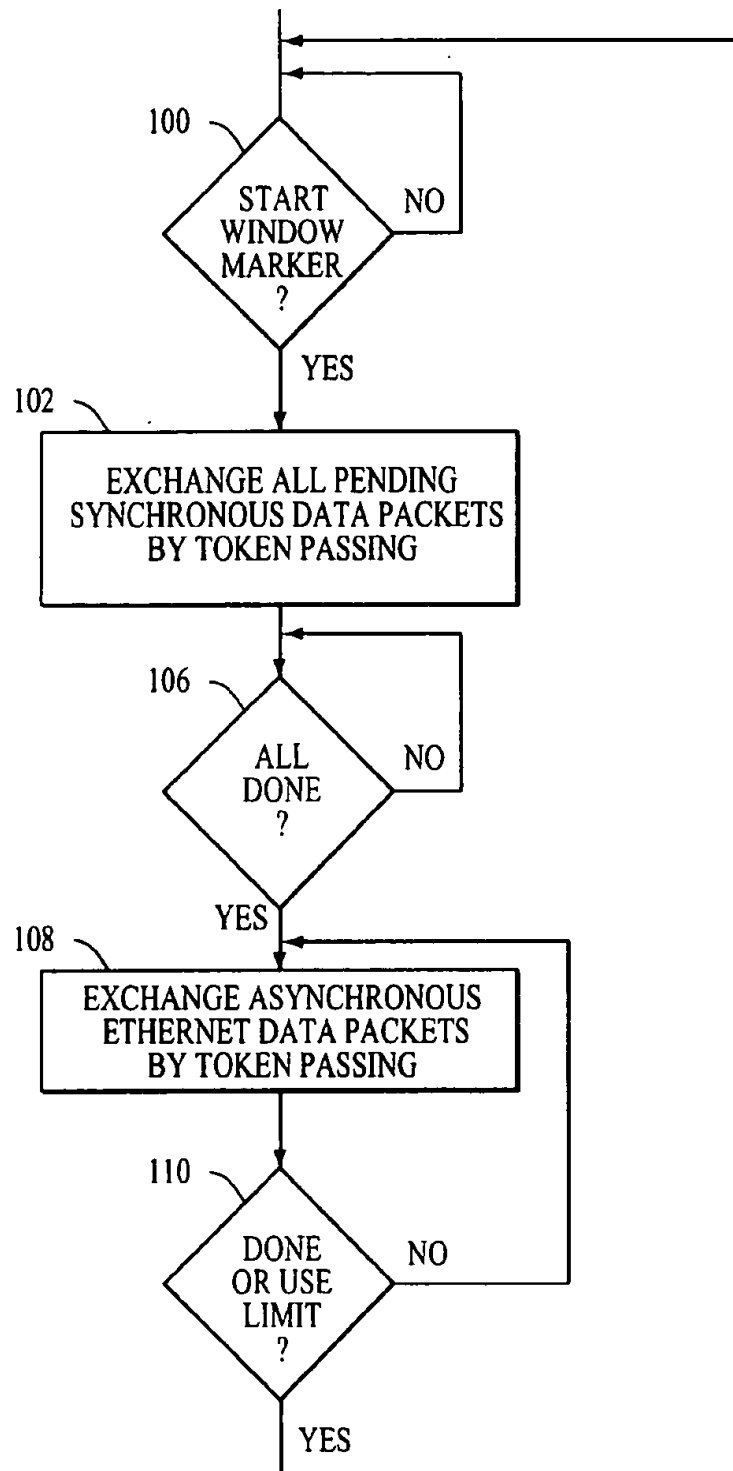 100
START
WINDOW
MARKER
?
NO
YES
102
EXCHANGE ALL PENDING
SYNCHRONOUS DATA PACKETS
BY TOKEN PASSING
106
ALL
DONE
?
NO
YES
108
EXCHANGE ASYNCHRONOUS
ETHERNET DATA PACKETS
BY TOKEN PASSING
110
DONE
OR USE
LIMIT
?
NO
YES